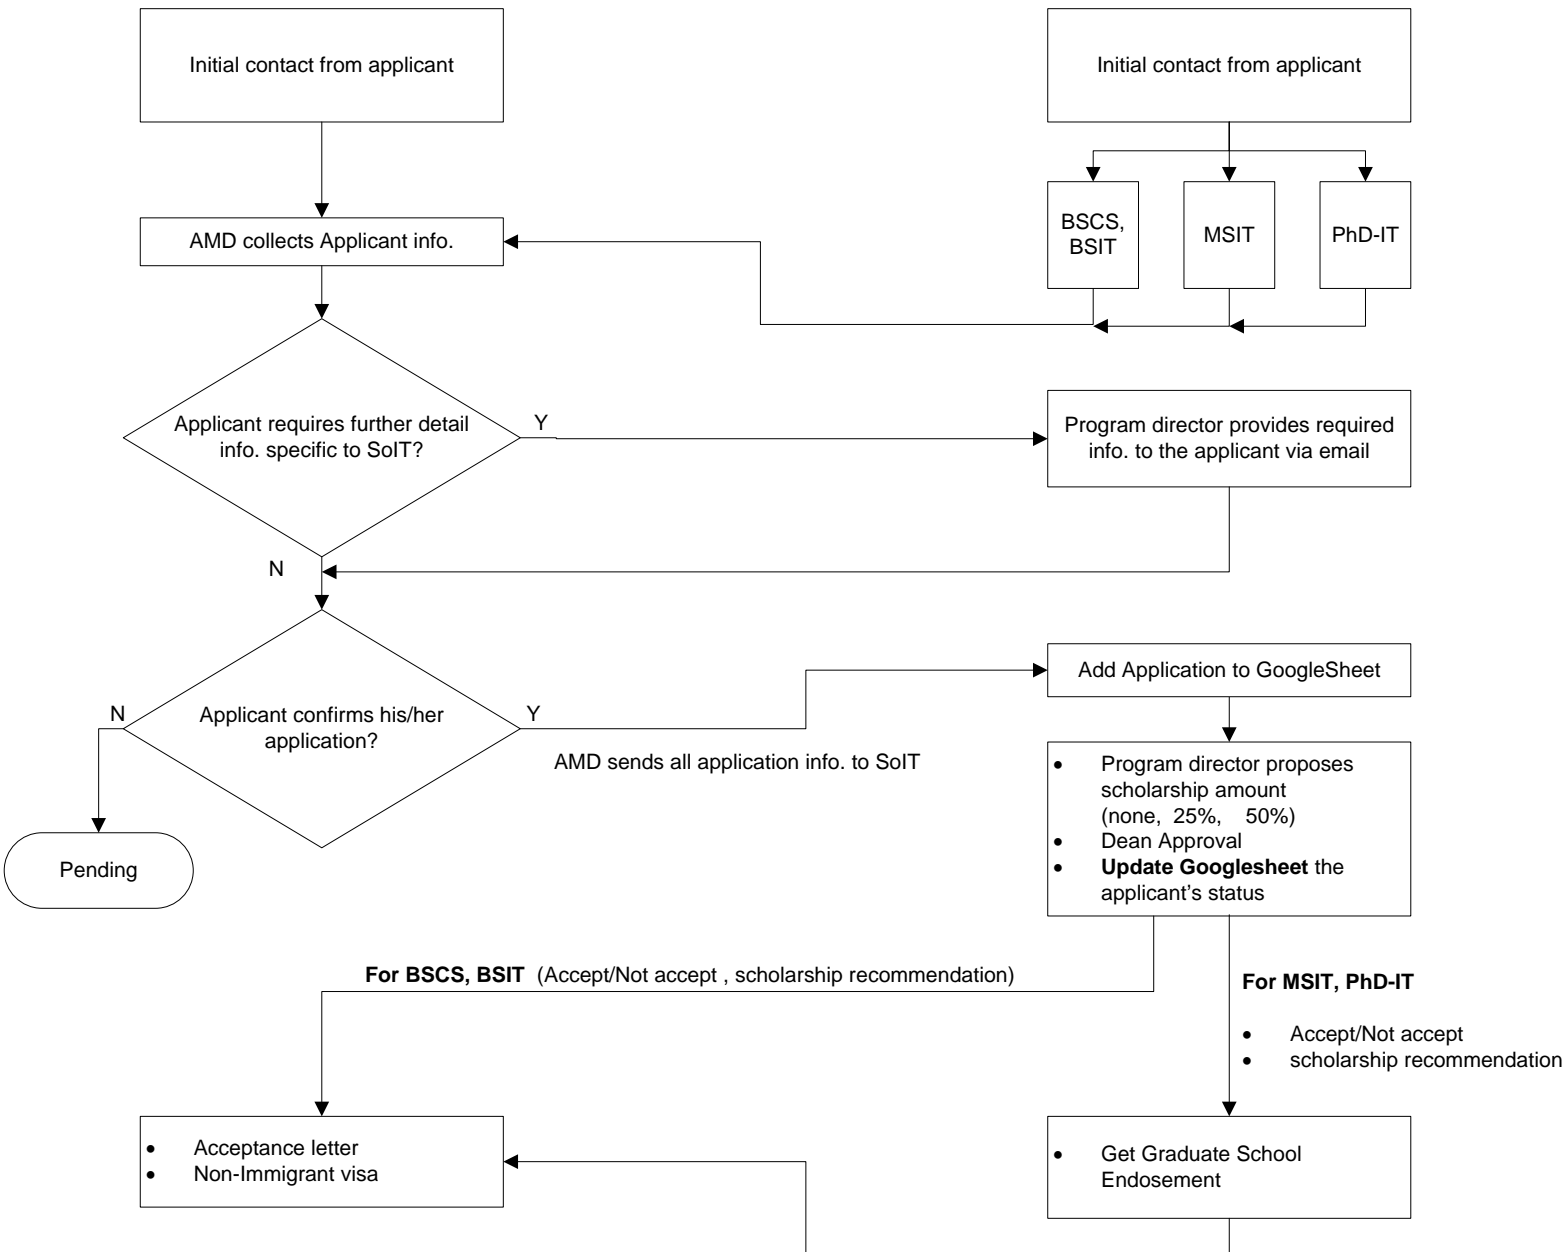 Initial contact from applicant
Initial contact from applicant
BSCS,
BSIT
MSIT
PhD-IT
AMD collects Applicant info.
Applicant requires further detail
info. specific to SoIT?
Y
N
Program director provides required
info. to the applicant via email
Applicant confirms his/her
application?
N
Y
AMD sends all application info. to SoIT
Pending
Add Application to GoogleSheet
• Program director proposes
scholarship amount
(none, 25%, 50%)
• Dean Approval
• Update Googlesheet the
applicant's status
For BSCS, BSIT (Accept/Not accept , scholarship recommendation)
For MSIT, PhD-IT
• Accept/Not accept
• scholarship recommendation
• Acceptance letter
• Non-Immigrant visa
• Get Graduate School
Endosement